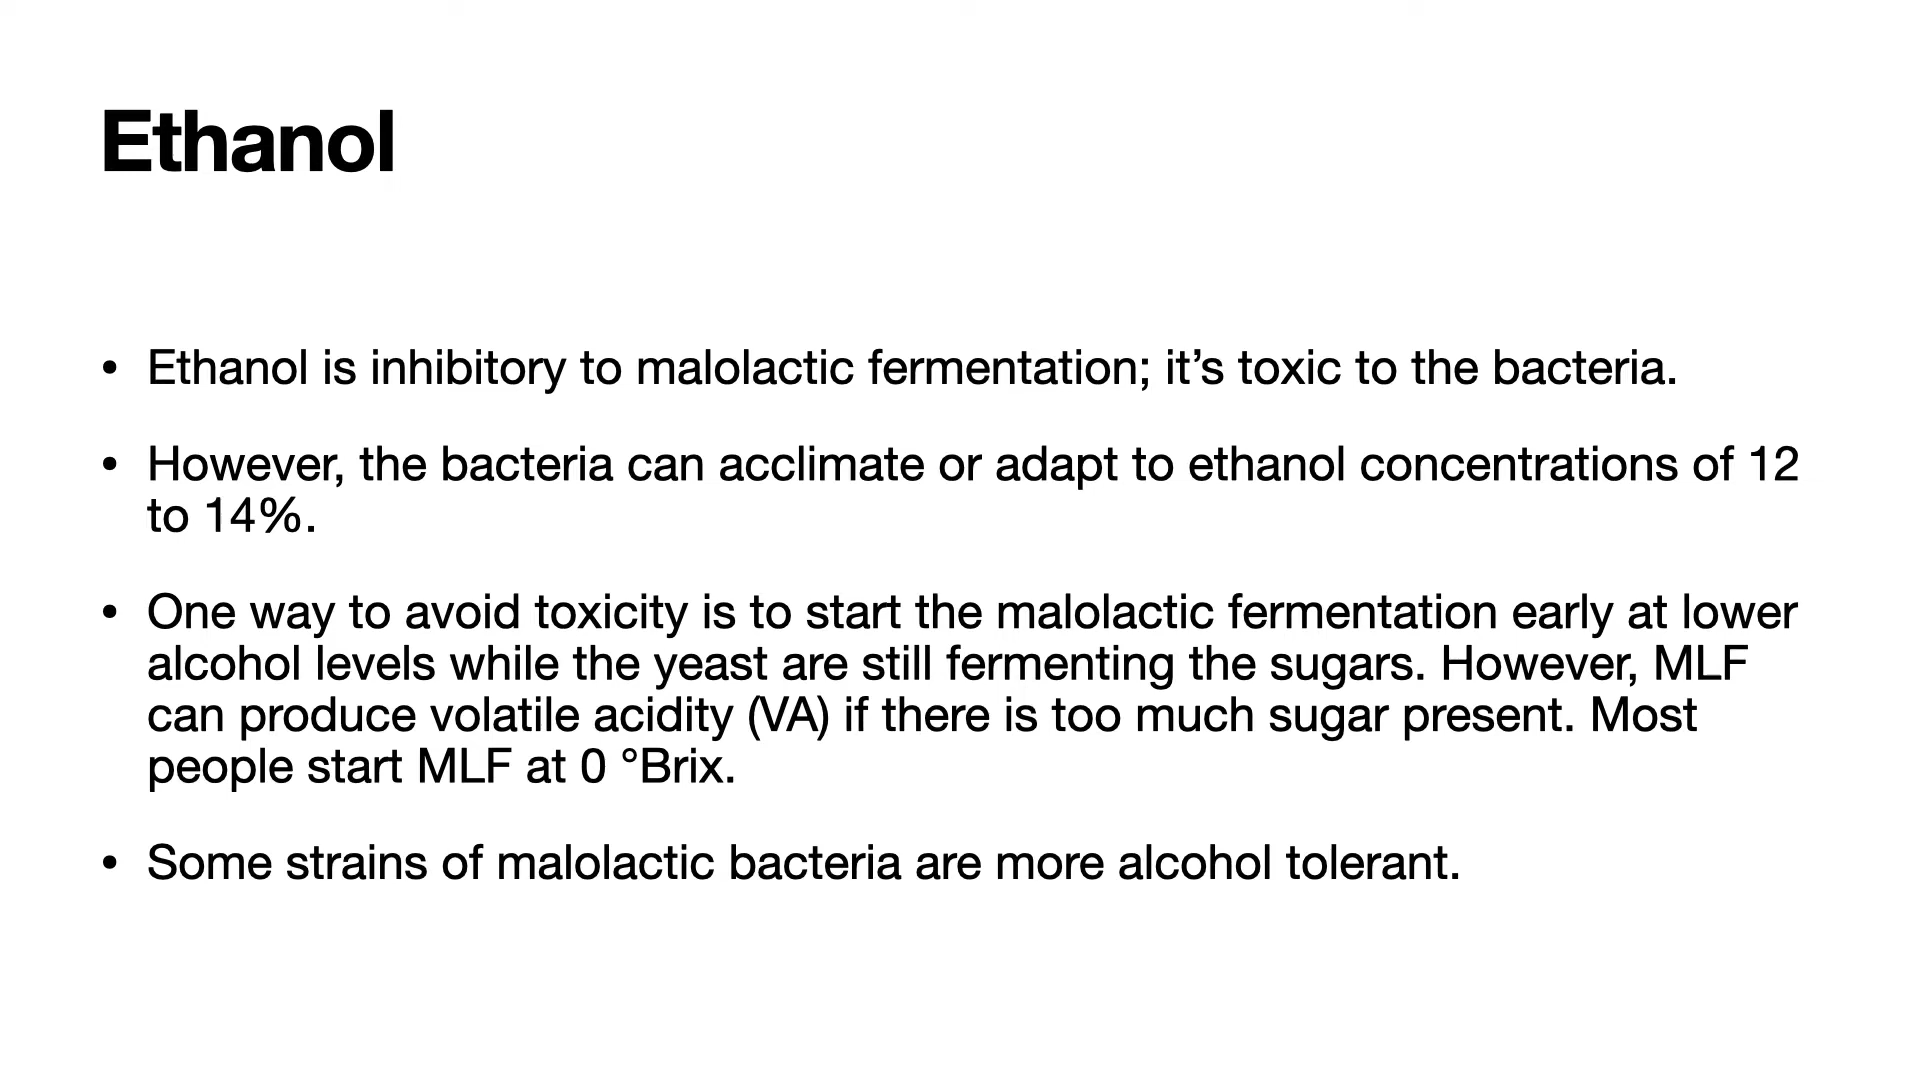 Ethanol
• Ethanol is inhibitory to malolactic fermentation; it’s toxic to the bacteria.
• However, the bacteria can acclimate or adapt to ethanol concentrations of 12
to 14%.
• One way to avoid toxicity is to start the malolactic fermentation early at lower
alcohol levels while the yeast are still fermenting the sugars. However, MLF
can produce volatile acidity (VA) if there is too much sugar present. Most
people start MLF at 0 °Brix.
• Some strains of malolactic bacteria are more alcohol tolerant.